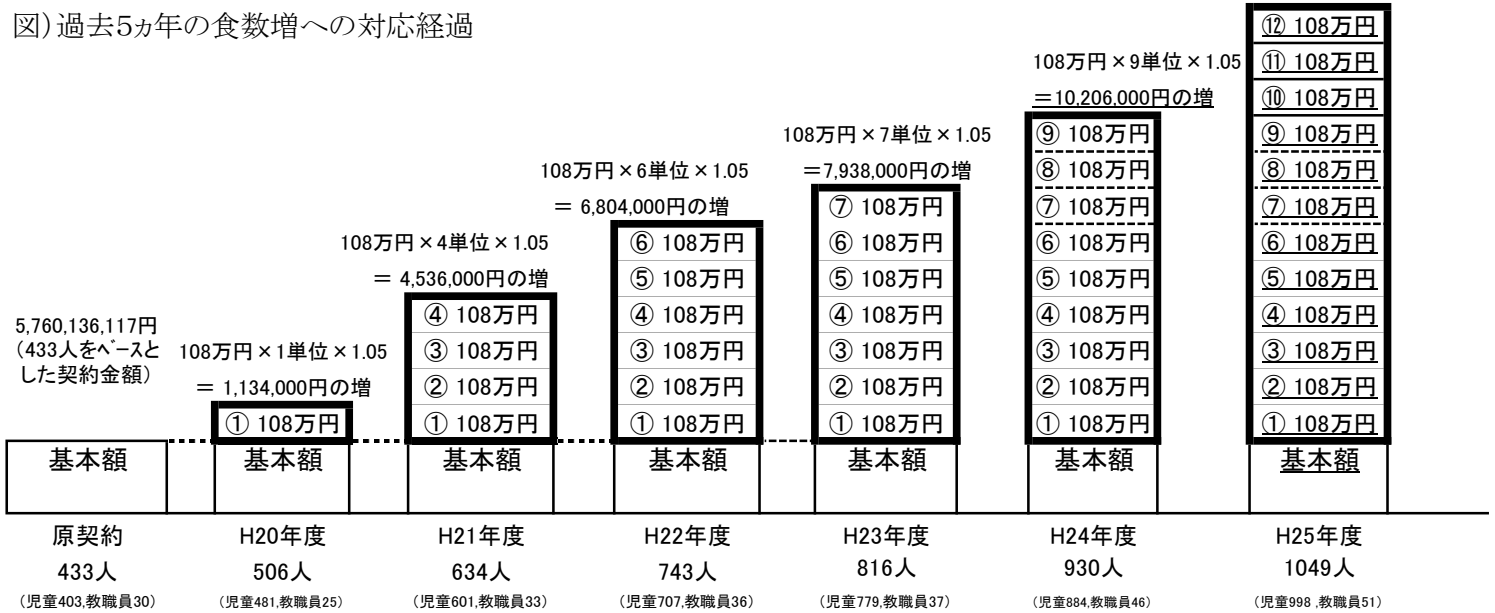 図)過去5ヵ年の食数増への対応経過
5,760,136,117円
(433人をベースと
した契約金額)
基本額
原契約
433人
(児童403,教職員30)
108万円×1単位×1.05
= 1,134,000円の増
① 108万円
基本額
H20年度
506人
(児童481,教職員25)
108万円×4単位×1.05
= 4,536,000円の増
④ 108万円
③ 108万円
② 108万円
① 108万円
基本額
H21年度
634人
(児童601,教職員33)
108万円×6単位×1.05
= 6,804,000円の増
⑥ 108万円
⑤ 108万円
④ 108万円
③ 108万円
② 108万円
① 108万円
基本額
H22年度
743人
(児童707,教職員36)
108万円×7単位×1.05
=7,938,000円の増
⑦ 108万円
⑥ 108万円
⑤ 108万円
④ 108万円
③ 108万円
② 108万円
① 108万円
基本額
H23年度
816人
(児童779,教職員37)
108万円×9単位×1.05
=10,206,000円の増
⑨ 108万円
⑧ 108万円
⑦ 108万円
⑥ 108万円
⑤ 108万円
④ 108万円
③ 108万円
② 108万円
① 108万円
基本額
H24年度
930人
(児童884,教職員46)
⑫ 108万円
⑪ 108万円
⑩ 108万円
⑨ 108万円
⑧ 108万円
⑦ 108万円
⑥ 108万円
⑤ 108万円
④ 108万円
③ 108万円
② 108万円
① 108万円
基本額
H25年度
1049人
(児童998 ,教職員51)